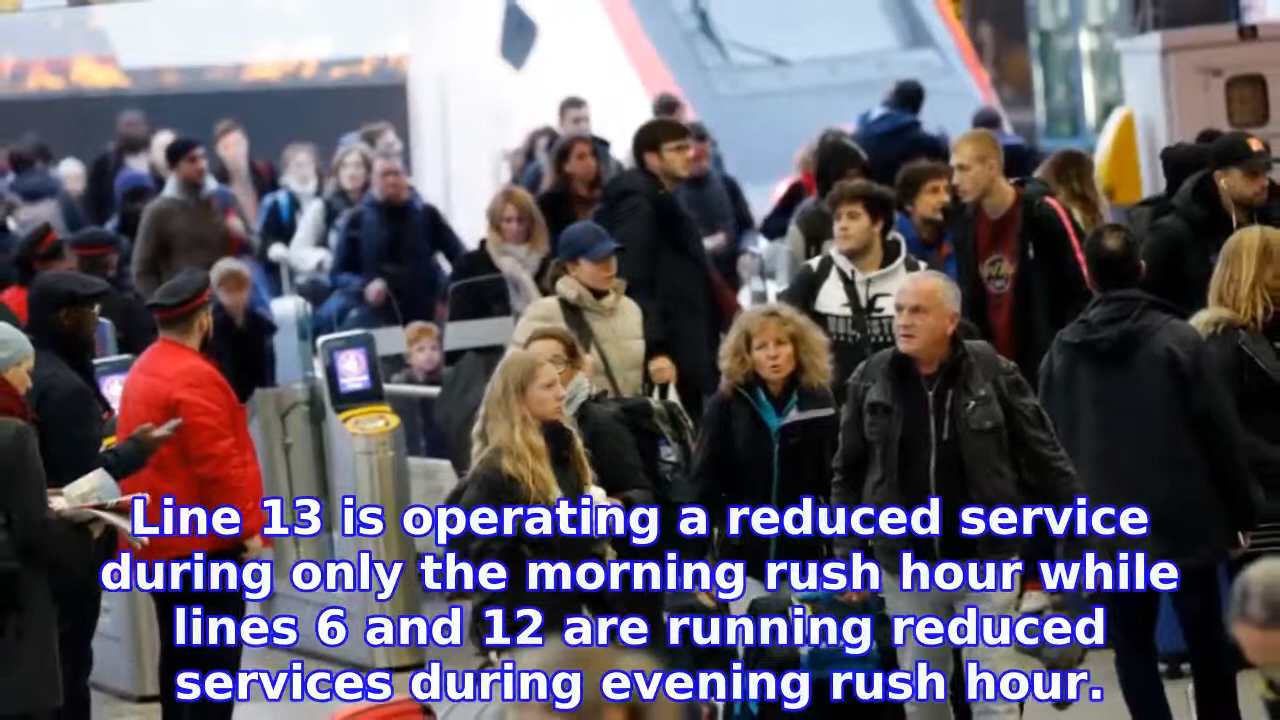 Line 13 is operating a reduced service
during only the morning rush hour while
lines 6 and 12 are running reduced
services during evening rush hour.